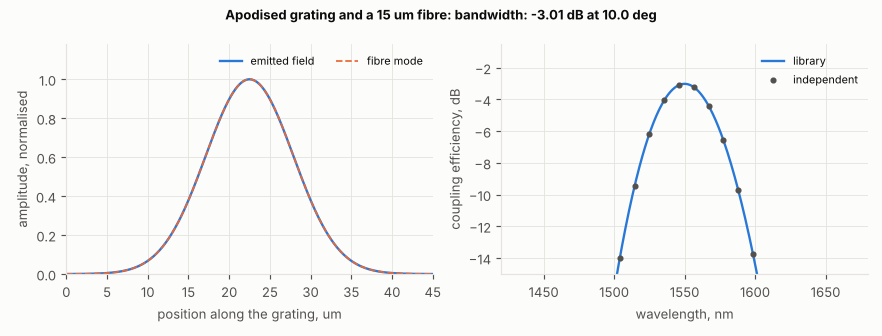 Apodised grating and a 15 um fibre: bandwidth: -3.01 dB at 10.0 deg
emitted field
fibre mode
amplitude, normalised
1.0
0.8
0.6
0.4
0.2
0.0
0 5 10 15 20 25 30 35 40 45
position along the grating, um
library
independent
coupling efficiency, dB
−2
−4
−6
−8
−10
−12
−14
1450 1500 1550 1600 1650
wavelength, nm